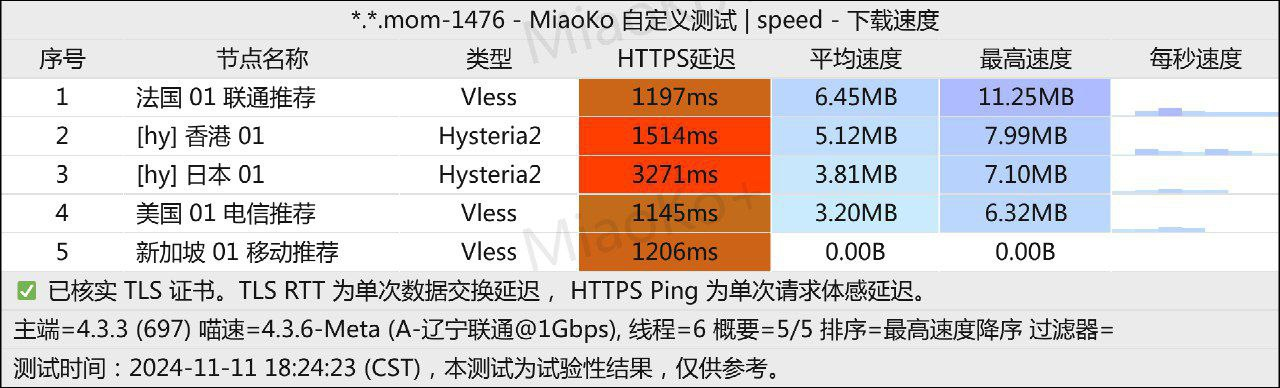 *.*.mom-1476 - MiaoKo 自定义测试 | speed - 下载速度
序号 节点名称 类型 HTTPS延迟 平均速度 最高速度 每秒速度
1 法国 01 联通推荐 Vless 1197ms 6.45MB 11.25MB
2 [hy] 香港 01 Hysteria2 1514ms 5.12MB 7.99MB
3 [hy] 日本 01 Hysteria2 3271ms 3.81MB 7.10MB
4 美国 01 电信推荐 Vless 1145ms 3.20MB 6.32MB
5 新加坡 01 移动推荐 Vless 1206ms 0.00B 0.00B
✅ 已核实 TLS 证书。TLS RTT 为单次数据交换延迟， HTTPS Ping 为单次请求体感延迟。
主端=4.3.3 (697) 喵速=4.3.6-Meta (A-辽宁联通@1Gbps), 线程=6 概要=5/5 排序=最高速度降序 过滤器=
测试时间：2024-11-11 18:24:23 (CST)，本测试为试验性结果，仅供参考。
MiaoKo+
MiaoKo+